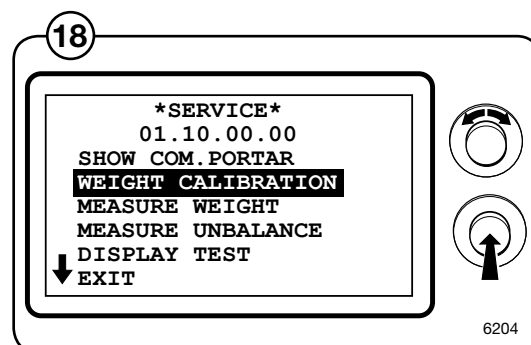 18
*SERVICE*
01.10.00.00
SHOW COM.PORTAR
WEIGHT CALIBRATION
MEASURE WEIGHT
MEASURE UNBALANCE
DISPLAY TEST
EXIT
6204